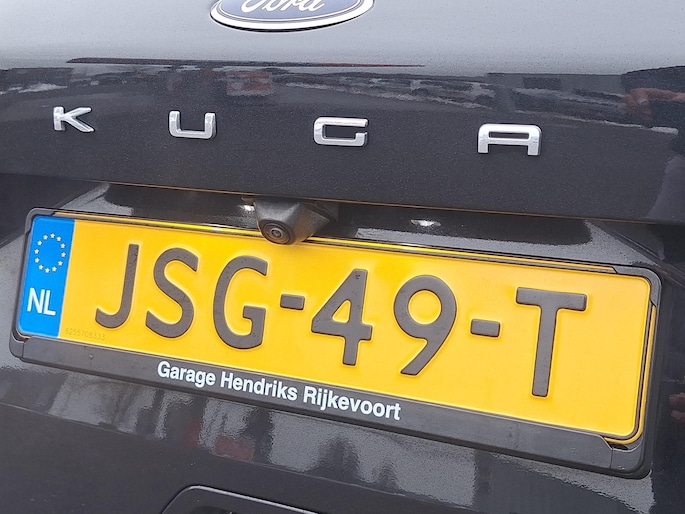 Ford
KUGA
NL JSG-49-T
Garage Hendriks Rijkevoort